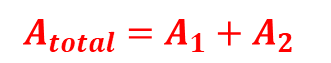 A_total = A_1 + A_2